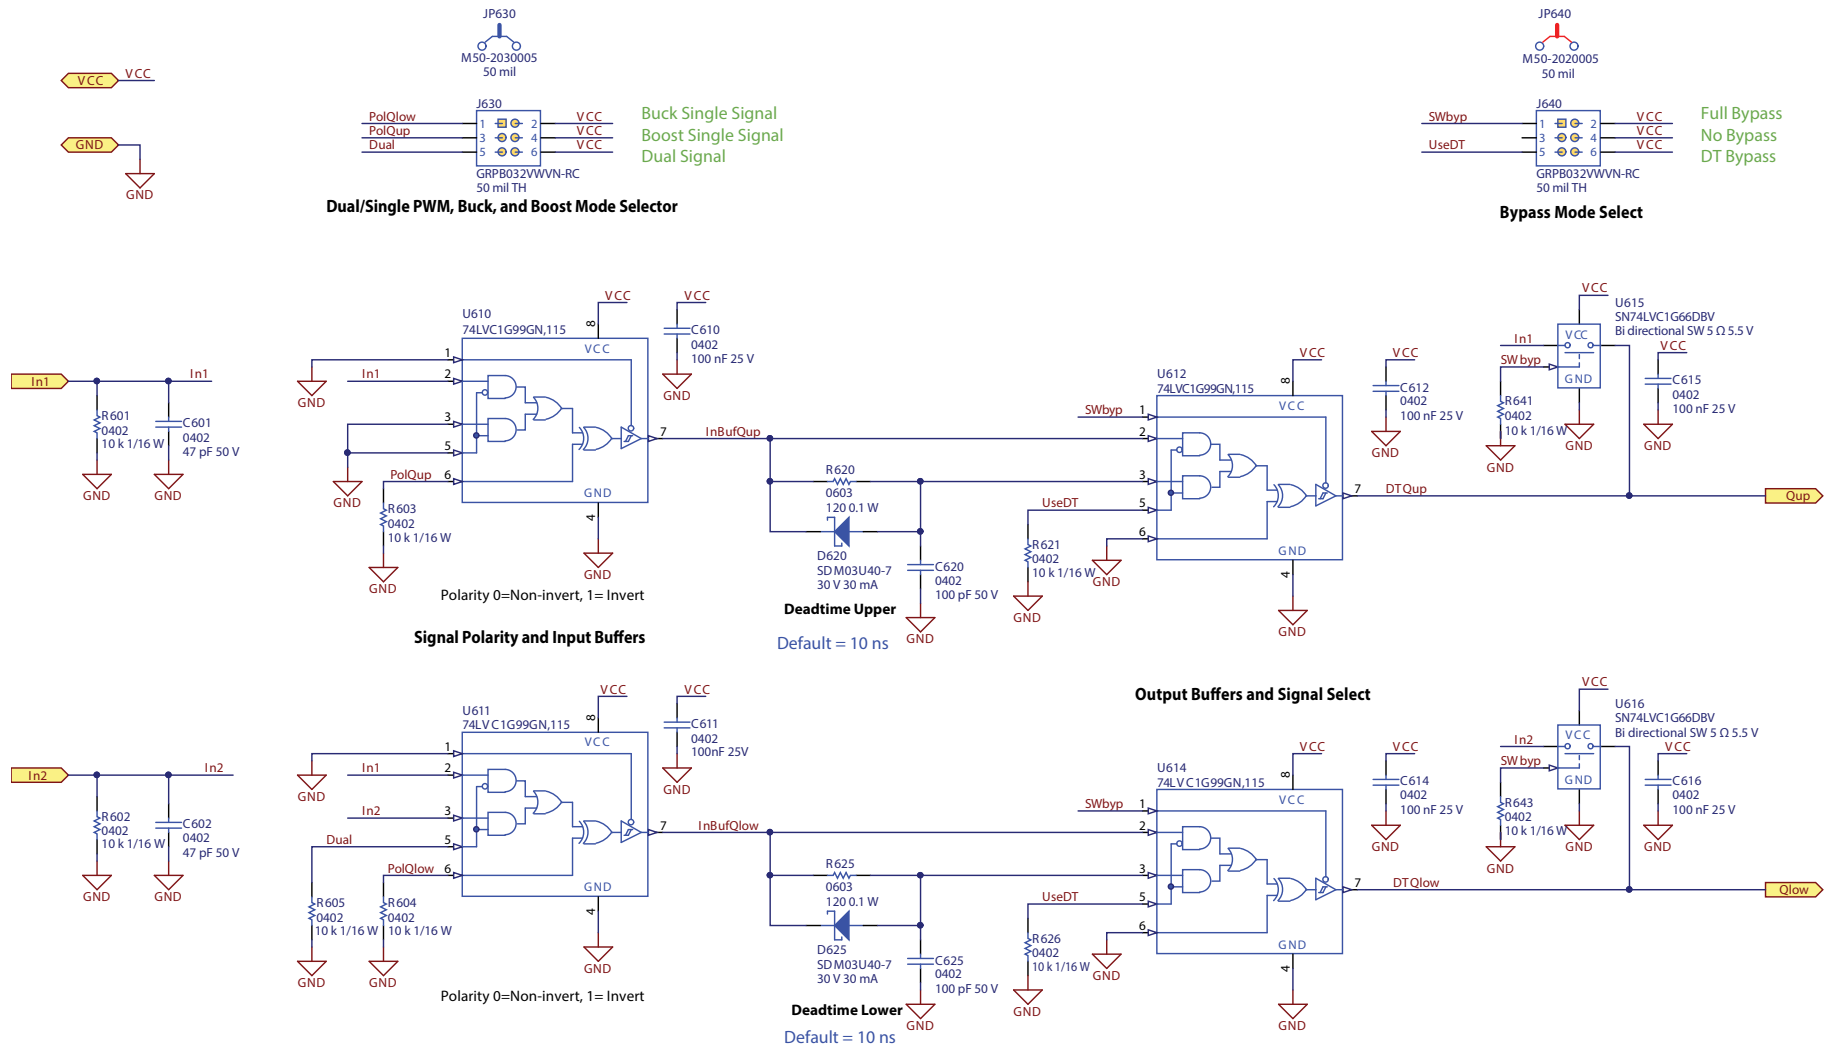 JP630
M50-2030005
50 mil
JP640
M50-2020005
50 mil
VCC VCC
GND
GND
J630
PolQlow 1 2 VCC
PolQup 3 4 VCC
Dual 5 6 VCC
GRPB032VWVN-RC
50 mil TH
Buck Single Signal
Boost Single Signal
Dual Signal
Dual/Single PWM, Buck, and Boost Mode Selector
J640
SWbyp 1 2 VCC
3 4 VCC
UseDT 5 6 VCC
GRPB032VWVN-RC
50 mil TH
Full Bypass
No Bypass
DT Bypass
Bypass Mode Select
In1 In1
R601
0402
10 k 1/16 W
GND
C601
0402
47 pF 50 V
GND
U610
74LVC1G99GN,115
VCC
8
VCC
1
GND
In1 2
3
5
GND
PolQup 6
R603
0402
10 k 1/16 W
GND
GND
4
GND
7
VCC
C610
0402
100 nF 25 V
GND
Polarity 0=Non-invert, 1= Invert
Signal Polarity and Input Buffers
InBufQup
R620
0603
120 0.1 W
D620
SDM03U40-7
30 V 30 mA
C620
0402
100 pF 50 V
GND
Deadtime Upper
Default = 10 ns
U612
74LVC1G99GN,115
VCC
8
VCC
SWbyp 1
2
3
UseDT 5
6
R621
0402
10 k 1/16 W
GND
GND
GND
4
GND
7 DTQup
VCC
C612
0402
100 nF 25 V
GND
VCC
U615
SN74LVC1G66DBV
Bi directional SW 5 Ω 5.5 V
In1
SWbyp
VCC
GND
R641
0402
10 k 1/16 W
GND
GND
VCC
C615
0402
100 nF 25 V
GND
Qup
In2 In2
R602
0402
10 k 1/16 W
GND
C602
0402
47 pF 50 V
GND
U611
74LVC1G99GN,115
VCC
8
VCC
1
GND
In1 2
In2 3
Dual 5
PolQlow 6
R605
0402
10 k 1/16 W
GND
R604
0402
10 k 1/16 W
GND
GND
4
GND
7
VCC
C611
0402
100nF 25V
GND
Polarity 0=Non-invert, 1= Invert
InBufQlow
R625
0603
120 0.1 W
D625
SDM03U40-7
30 V 30 mA
C625
0402
100 pF 50 V
GND
Deadtime Lower
Default = 10 ns
Output Buffers and Signal Select
U614
74LVC1G99GN,115
VCC
8
VCC
SWbyp 1
2
3
UseDT 5
6
R626
0402
10 k 1/16 W
GND
GND
GND
4
GND
7 DTQlow
VCC
C614
0402
100 nF 25 V
GND
VCC
U616
SN74LVC1G66DBV
Bi directional SW 5 Ω 5.5 V
In2
SWbyp
VCC
GND
R643
0402
10 k 1/16 W
GND
GND
VCC
C616
0402
100 nF 25 V
GND
Qlow